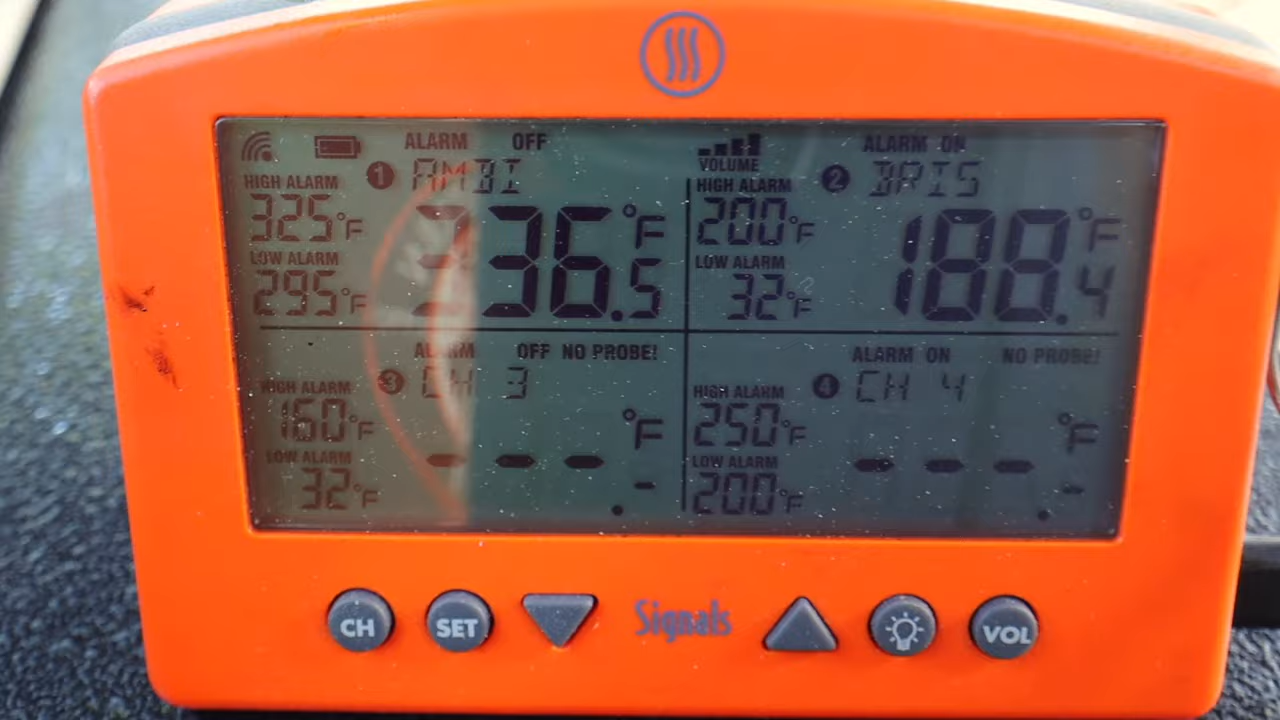 ALARM OFF
1 AMBI
HIGH ALARM
325°F
236.5°F
LOW ALARM
295°F
VOLUME
ALARM ON
2 BRIS
HIGH ALARM
200°F
188.4°F
LOW ALARM
32°F
ALARM OFF NO PROBE!
3 CH 3
HIGH ALARM
160°F
---.-°F
LOW ALARM
32°F
ALARM ON NO PROBE!
4 CH 4
HIGH ALARM
250°F
---.-°F
LOW ALARM
200°F
CH SET Signals VOL